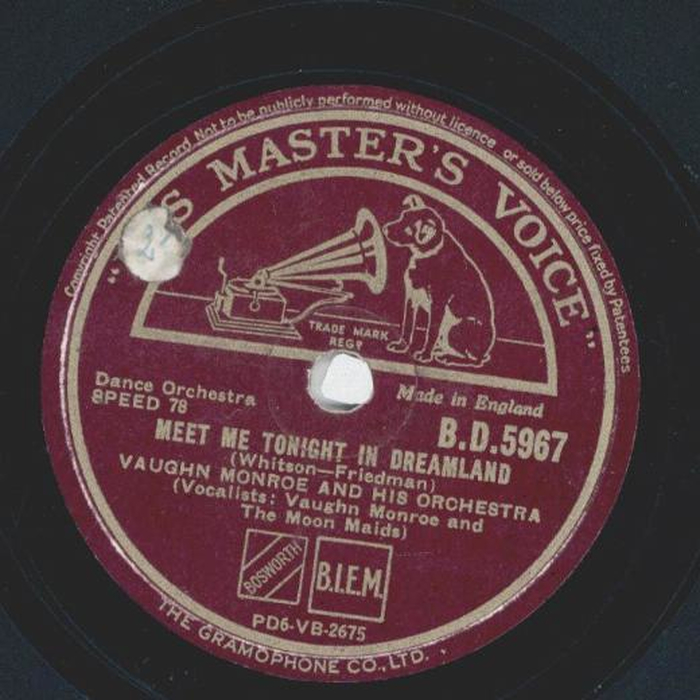 Copyright Patented Record Not to be publicly performed without licence or sold below price fixed by Patentees
"S MASTER'S VOICE"
2
TRADE MARK
REGD
Dance Orchestra
SPEED 78
Made in England
B.D.5967
MEET ME TONIGHT IN DREAMLAND
(Whitson—Friedman)
VAUGHN MONROE AND HIS ORCHESTRA
(Vocalists: Vaughn Monroe and
The Moon Maids)
BOSWORTH
B.I.E.M.
PD6-VB-2675
THE GRAMOPHONE CO., LTD.